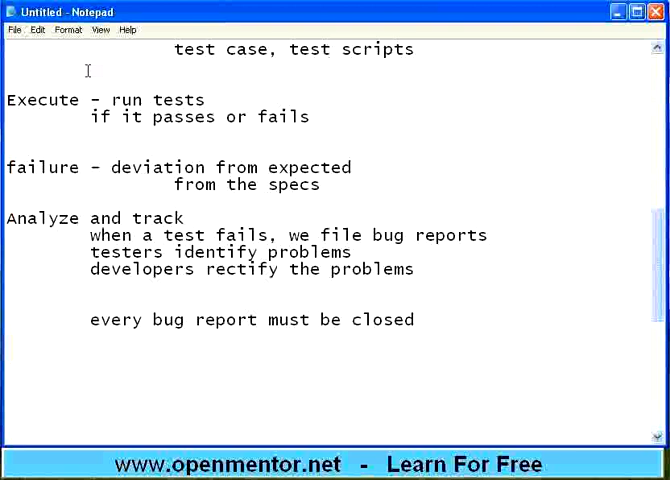 Untitled - Notepad
File Edit Format View Help
test case, test scripts
Execute - run tests
if it passes or fails
failure - deviation from expected
from the specs
Analyze and track
when a test fails, we file bug reports
testers identify problems
developers rectify the problems
every bug report must be closed
www.openmentor.net - Learn For Free